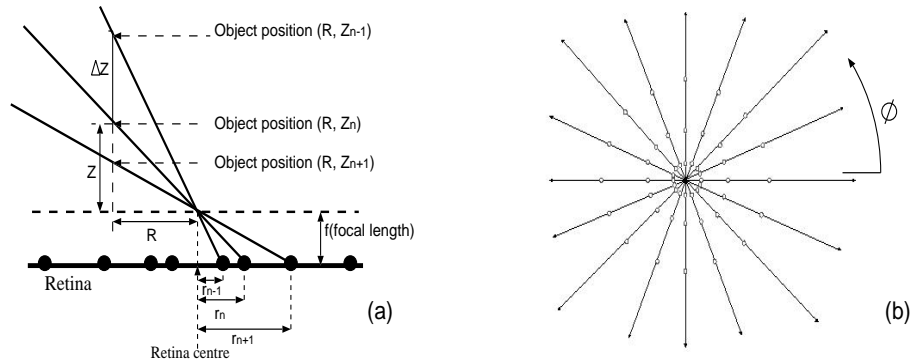 Object position (R, Zn-1)
ΔZ
Object position (R, Zn)
Object position (R, Zn+1)
Z
R
f(focal length)
Retina
rn-1
rn
rn+1
Retina centre
(a)
Φ
(b)